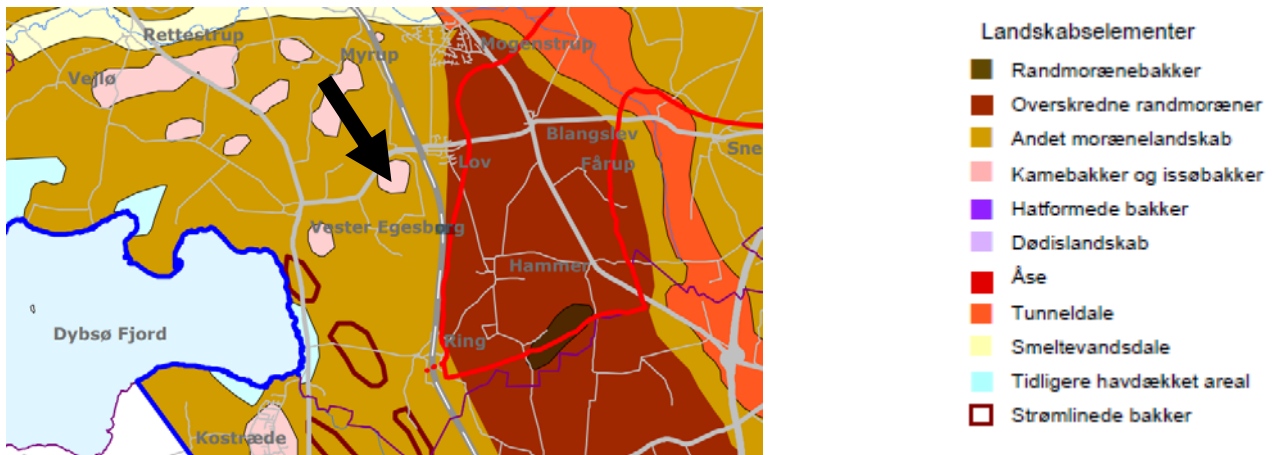 Rettestrup
Mogenstrup
Myrup
Vejlø
Blangslev
Sne
Lov
Fårup
Vester Egesborg
Hammer
Dybsø Fjord
Ring
Kostræde
Landskabselementer
Randmorænebakker
Overskredne randmoræner
Andet morænelandskab
Kamebakker og issøbakker
Hatformede bakker
Dødislandskab
Åse
Tunneldale
Smeltevandsdale
Tidligere havdækket areal
Strømlinede bakker